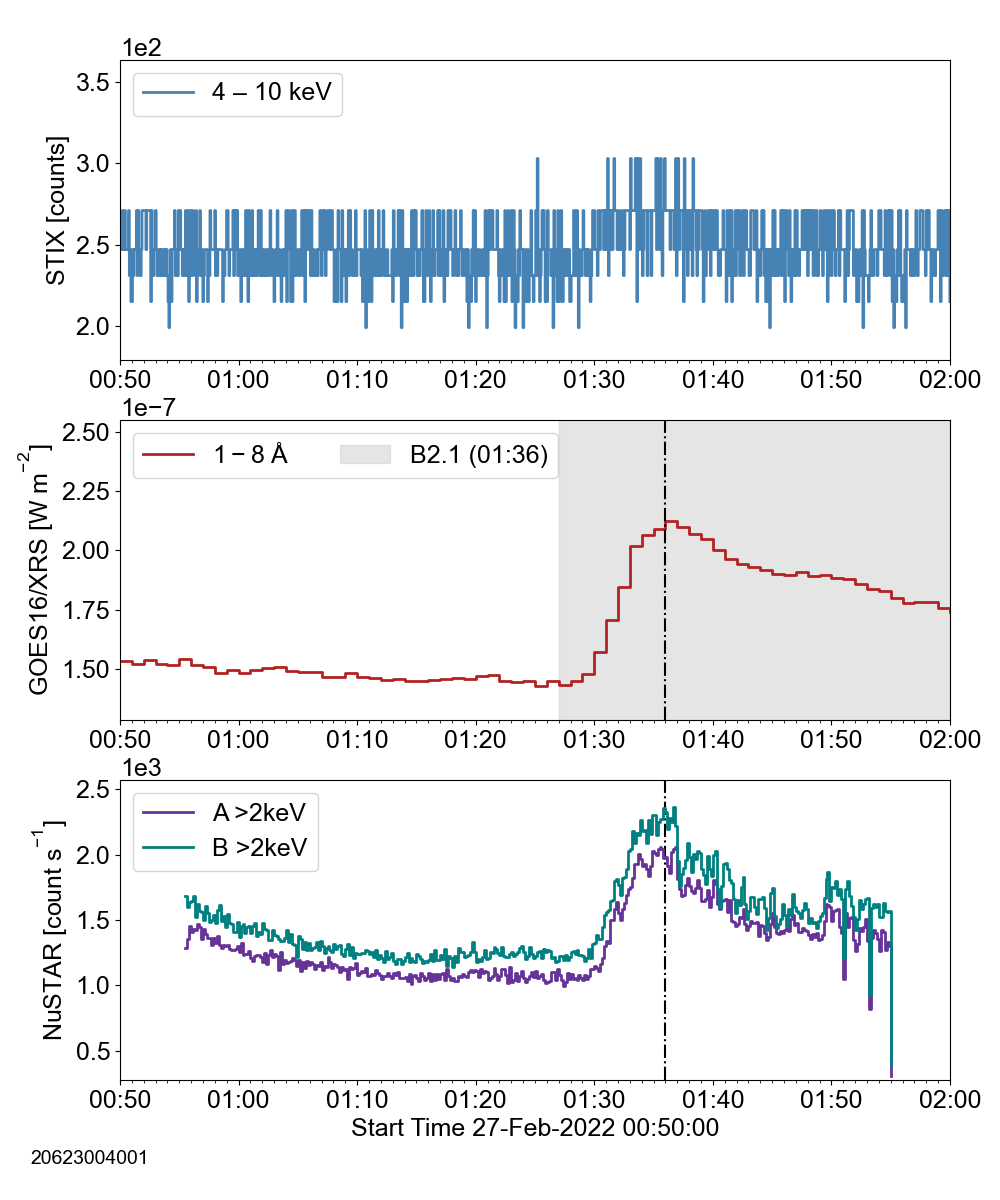 1e2
4 – 10 keV
STIX [counts]
3.5
3.0
2.5
2.0
00:50 01:00 01:10 01:20 01:30 01:40 01:50 02:00
1e−7
1 – 8 Å B2.1 (01:36)
GOES16/XRS [W m⁻²]
2.50
2.25
2.00
1.75
1.50
00:50 01:00 01:10 01:20 01:30 01:40 01:50 02:00
1e3
A >2keV
B >2keV
NuSTAR [count s⁻¹]
2.5
2.0
1.5
1.0
0.5
00:50 01:00 01:10 01:20 01:30 01:40 01:50 02:00
Start Time 27-Feb-2022 00:50:00
20623004001